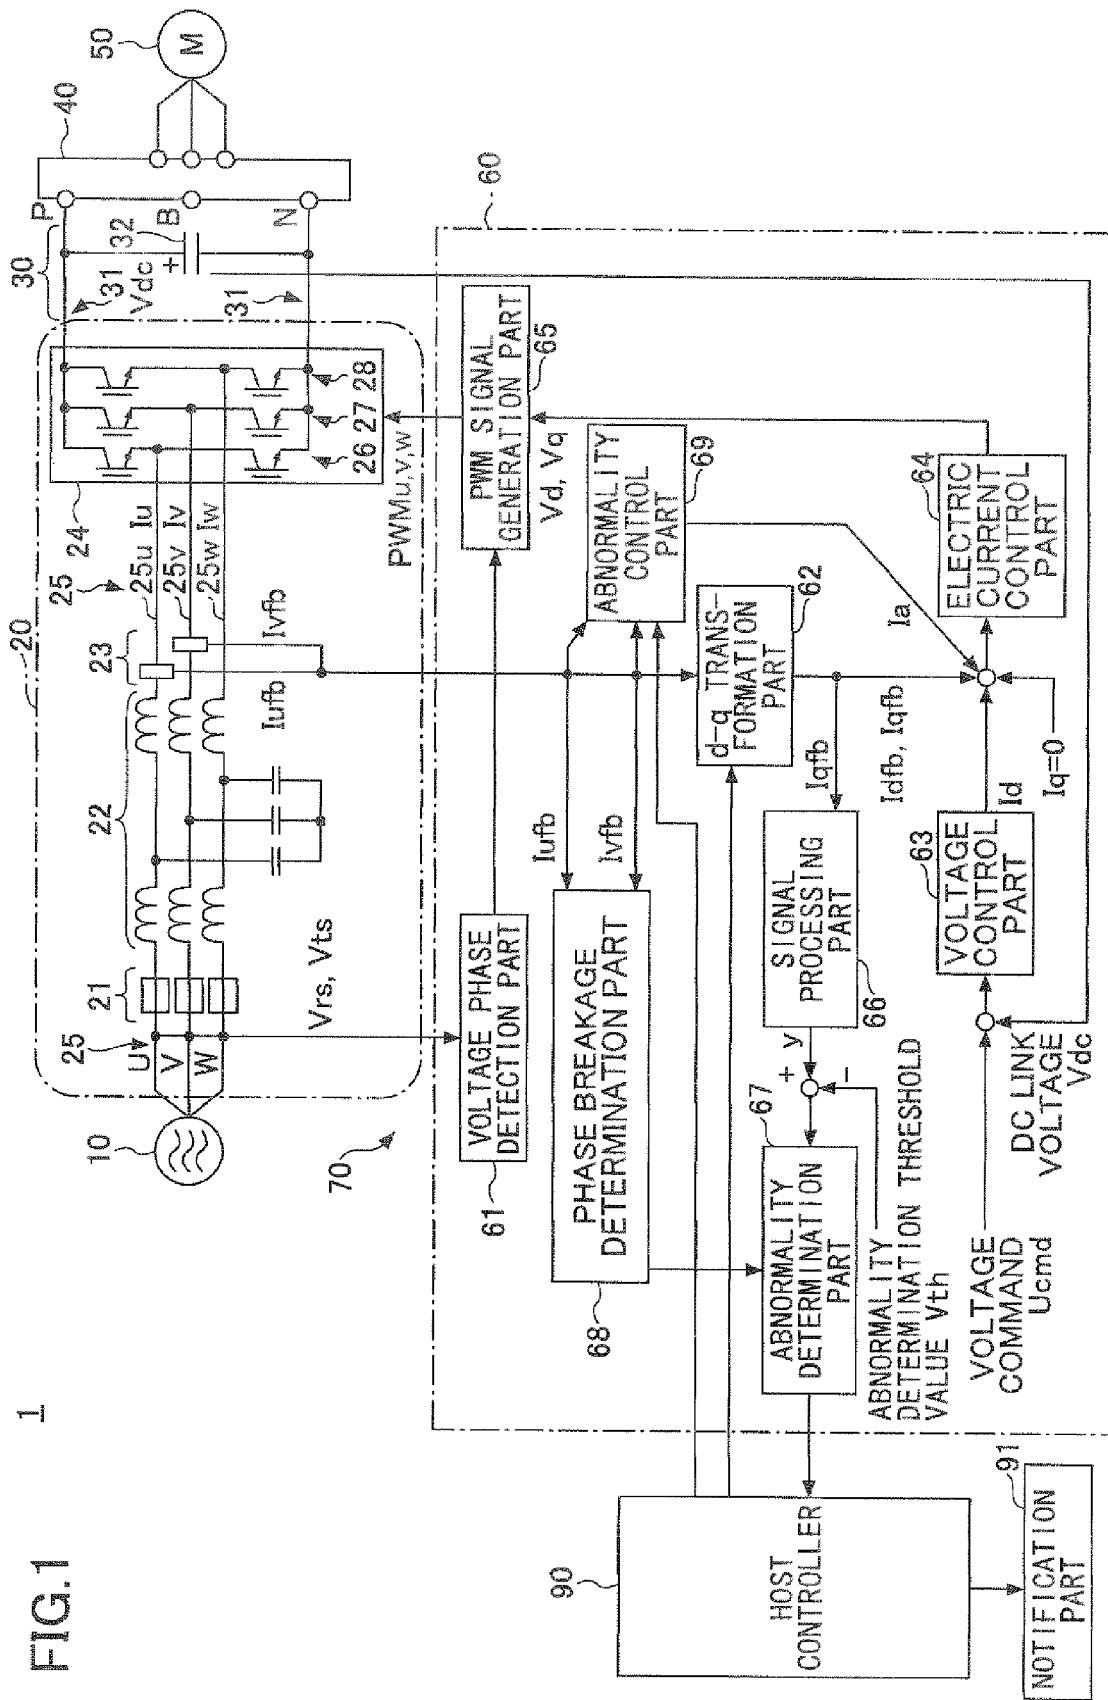 FIG.1
1
10
70
25
U
V
W
21
22
Vrs, Vts
20
23
Iufb
Ivfb
25
25u Iu
25v Iv
25w Iw
24
26
27
28
PWMu,v,w
30
31
Vdc
31
P
B
N
32
+
40
50
M
60
61
VOLTAGE PHASE
DETECTION PART
65
PWM SIGNAL
GENERATION PART
Vd, Vq
68
PHASE BREAKAGE
DETERMINATION PART
Iufb
Ivfb
69
ABNORMALITY
CONTROL
PART
Ia
62
d-q TRANS-
FORMATION
PART
Iqfb
Idfb, Iqfb
66
SIGNAL
PROCESSING
PART
y
+
-
67
ABNORMALITY
DETERMINATION
PART
ABNORMALITY
DETERMINATION THRESHOLD
VALUE Vth
64
ELECTRIC
CURRENT
CONTROL
PART
63
VOLTAGE
CONTROL
PART
Id
Iq=0
VOLTAGE
COMMAND
Ucmd
DC LINK
VOLTAGE
Vdc
90
HOST
CONTROLLER
91
NOTIFICATION
PART